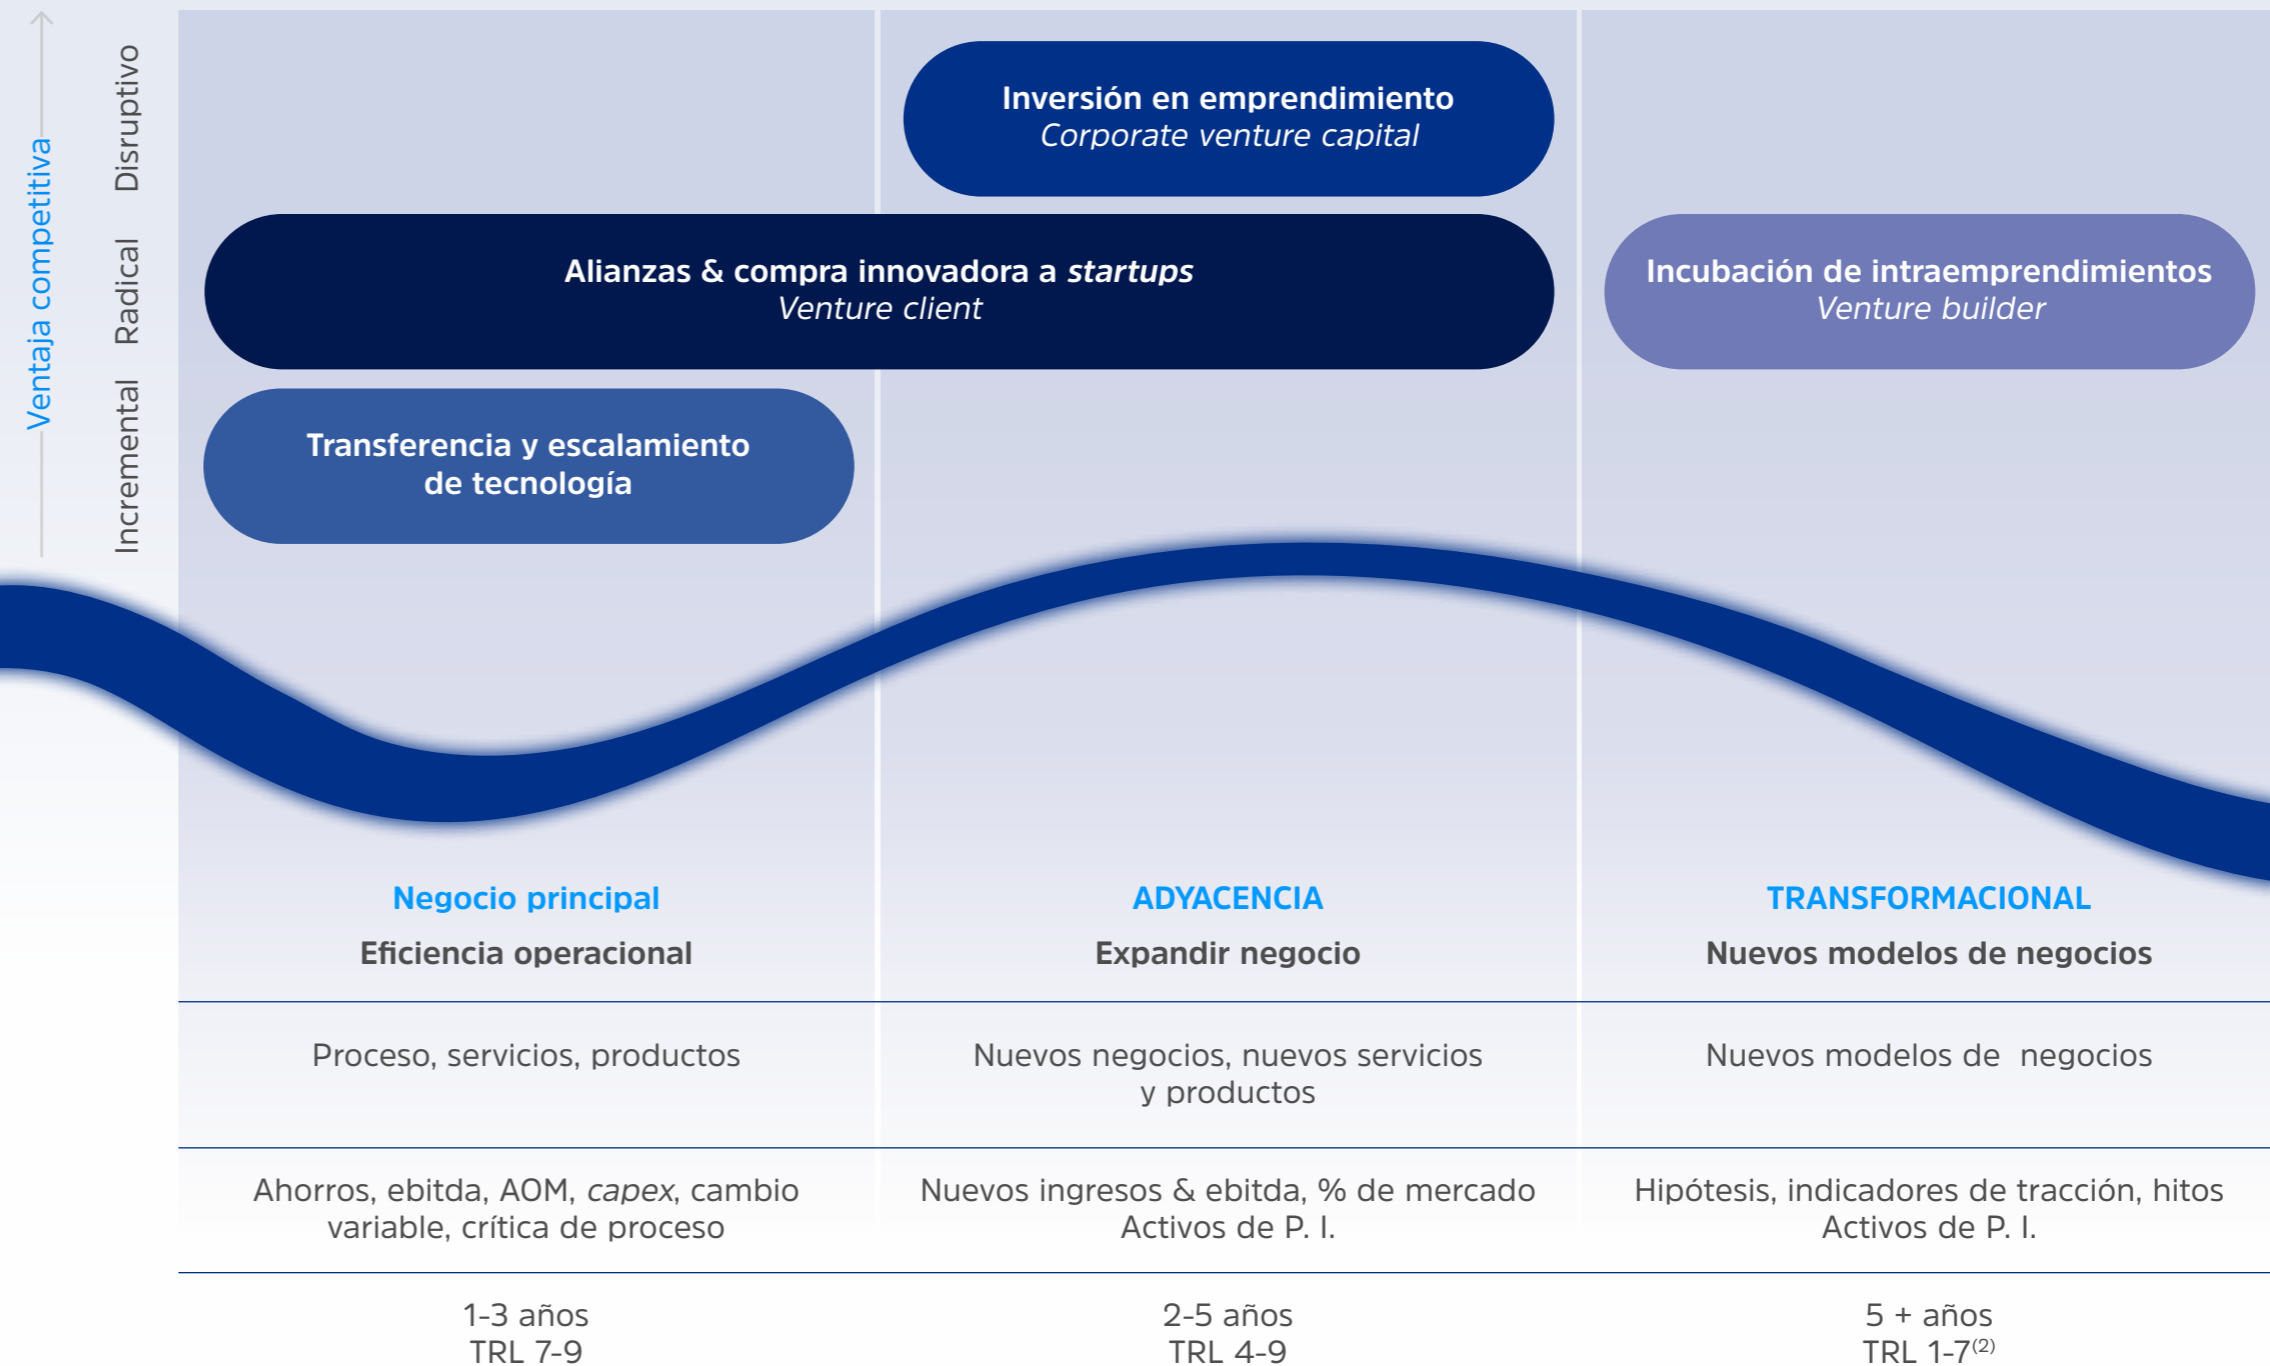 Ventaja competitiva
Disruptivo
Radical
Incremental
Inversión en emprendimiento
Corporate venture capital
Alianzas & compra innovadora a startups
Venture client
Incubación de intraemprendimientos
Venture builder
Transferencia y escalamiento
de tecnología
Negocio principal
Eficiencia operacional
ADYACENCIA
Expandir negocio
TRANSFORMACIONAL
Nuevos modelos de negocios
Proceso, servicios, productos
Nuevos negocios, nuevos servicios
y productos
Nuevos modelos de negocios
Ahorros, ebitda, AOM, capex, cambio
variable, crítica de proceso
Nuevos ingresos & ebitda, % de mercado
Activos de P. I.
Hipótesis, indicadores de tracción, hitos
Activos de P. I.
1-3 años
TRL 7-9
2-5 años
TRL 4-9
5 + años
TRL 1-7(2)